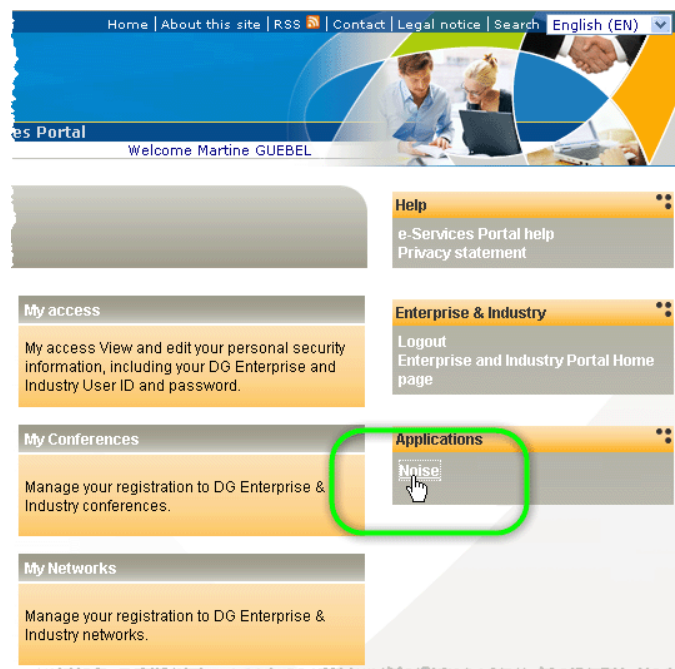 Home | About this site | RSS | Contact | Legal notice | Search English (EN)
es Portal
Welcome Martine GUEBEL
Help
e-Services Portal help
Privacy statement
My access
My access View and edit your personal security
information, including your DG Enterprise and
Industry User ID and password.
Enterprise & Industry
Logout
Enterprise and Industry Portal Home
page
My Conferences
Manage your registration to DG Enterprise &
Industry conferences.
Applications
Noise
My Networks
Manage your registration to DG Enterprise &
Industry networks.